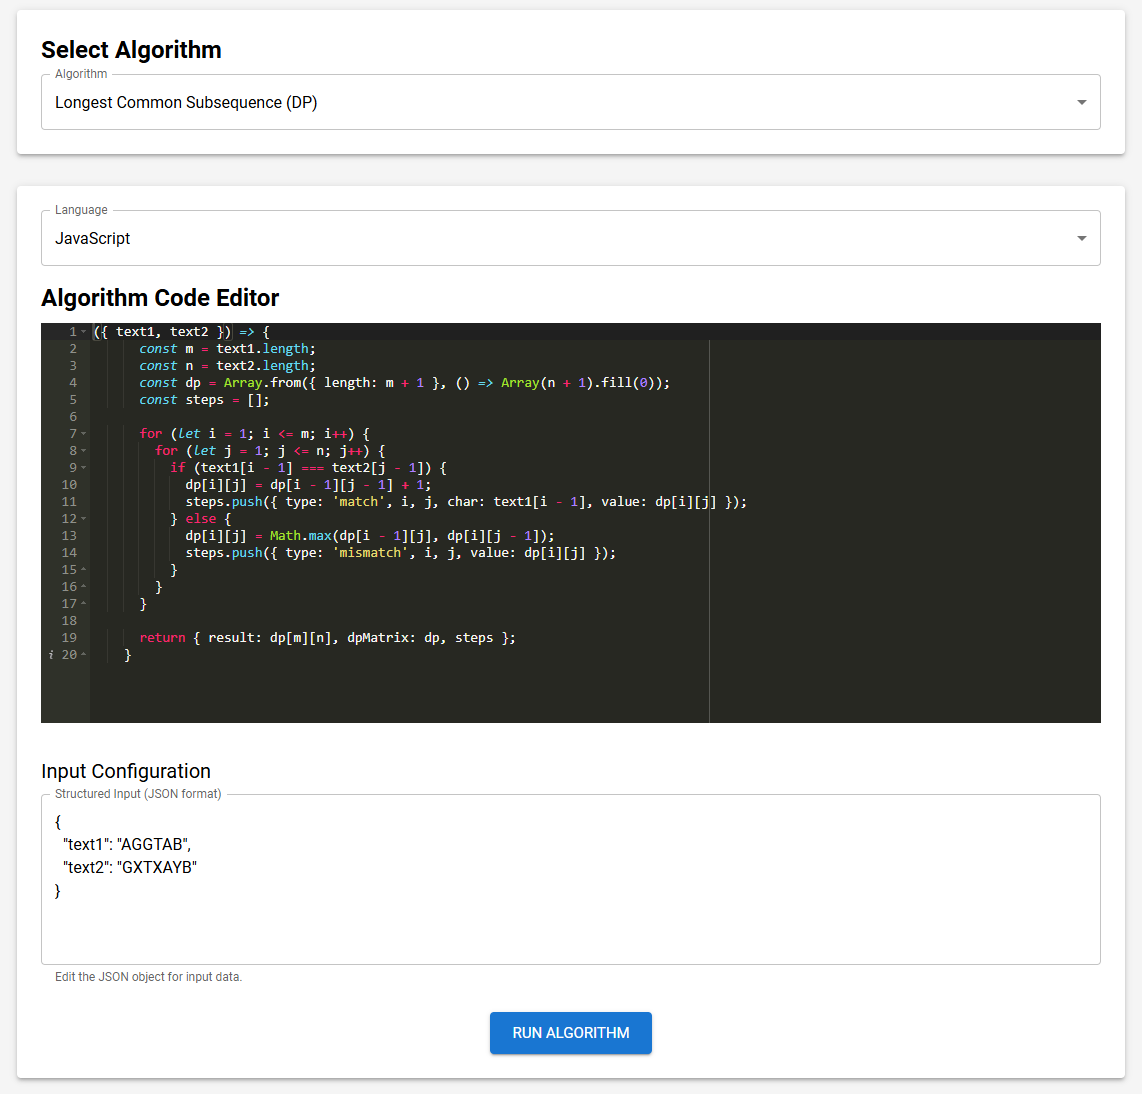 Select Algorithm
Algorithm
Longest Common Subsequence (DP)
Language
JavaScript
Algorithm Code Editor
1 ({ text1, text2 }) => {
2 const m = text1.length;
3 const n = text2.length;
4 const dp = Array.from({ length: m + 1 }, () => Array(n + 1).fill(0));
5 const steps = [];
6
7 for (let i = 1; i <= m; i++) {
8 for (let j = 1; j <= n; j++) {
9 if (text1[i - 1] === text2[j - 1]) {
10 dp[i][j] = dp[i - 1][j - 1] + 1;
11 steps.push({ type: 'match', i, j, char: text1[i - 1], value: dp[i][j] });
12 } else {
13 dp[i][j] = Math.max(dp[i - 1][j], dp[i][j - 1]);
14 steps.push({ type: 'mismatch', i, j, value: dp[i][j] });
15 }
16 }
17 }
18
19 return { result: dp[m][n], dpMatrix: dp, steps };
i 20 }
Input Configuration
Structured Input (JSON format)
{
"text1": "AGGTAB",
"text2": "GXTXAYB"
}
Edit the JSON object for input data.
RUN ALGORITHM